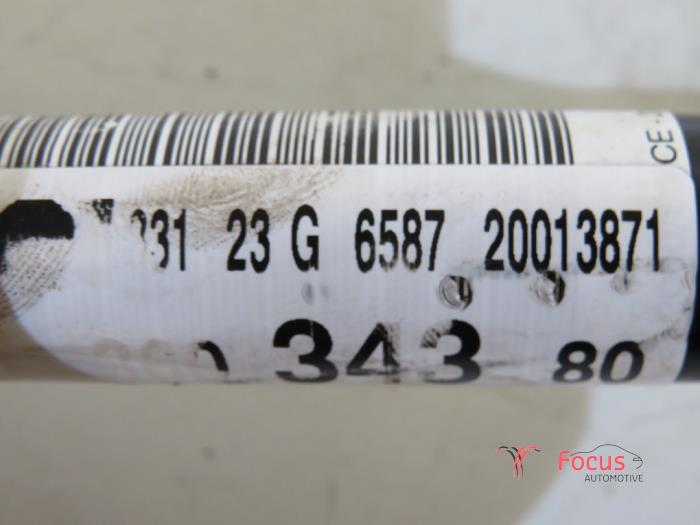 CE
231 23 G 6587 20013871
343 80
Focus
AUTOMOTIVE